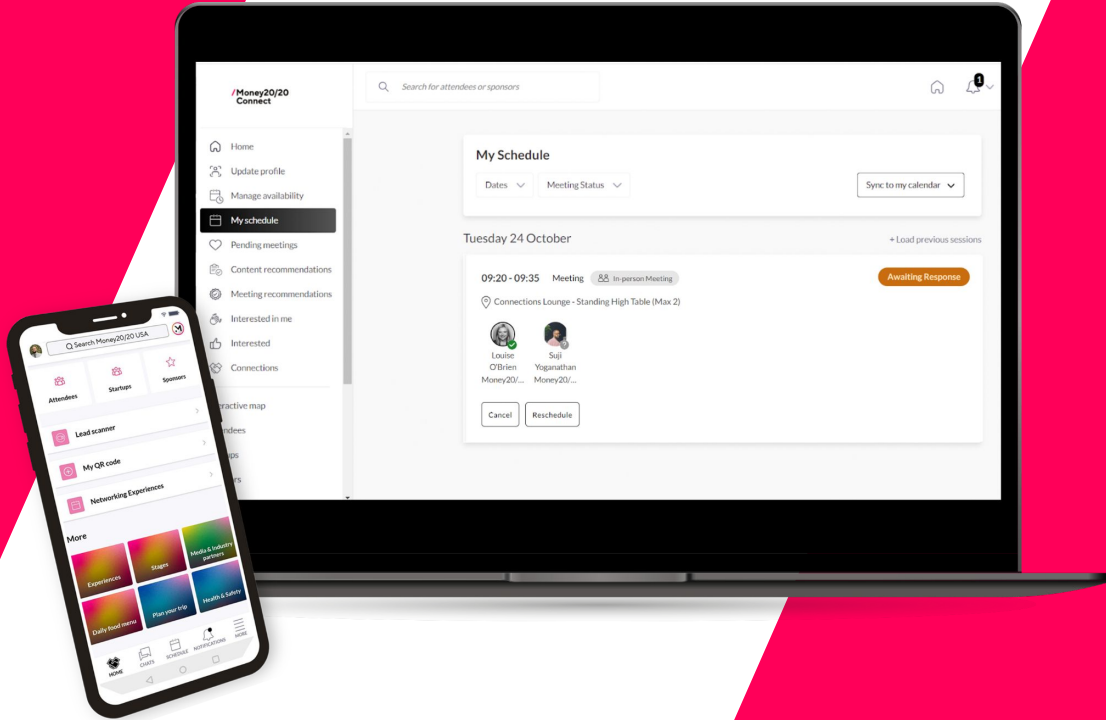 /Money20/20
Connect
Search for attendees or sponsors
1
Home
Update profile
Manage availability
My schedule
Pending meetings
Content recommendations
Meeting recommendations
Interested in me
Interested
Connections
ractive map
ndees
ups
rs
My Schedule
Dates
Meeting Status
Sync to my calendar
Tuesday 24 October
+ Load previous sessions
09:20 - 09:35 Meeting In-person Meeting
Awaiting Response
Connections Lounge - Standing High Table (Max 2)
Louise
O'Brien
Money20/...
Suji
Yoganathan
Money20/...
Cancel
Reschedule
Search Money20/20 USA
M
Attendees
Startups
Sponsors
Lead scanner
My QR code
Networking Experiences
More
Experiences
Stages
Media & Industry
partners
Daily food menu
Plan your trip
Health & Safety
HOME
CHATS
SCHEDULE
NOTIFICATIONS
MORE